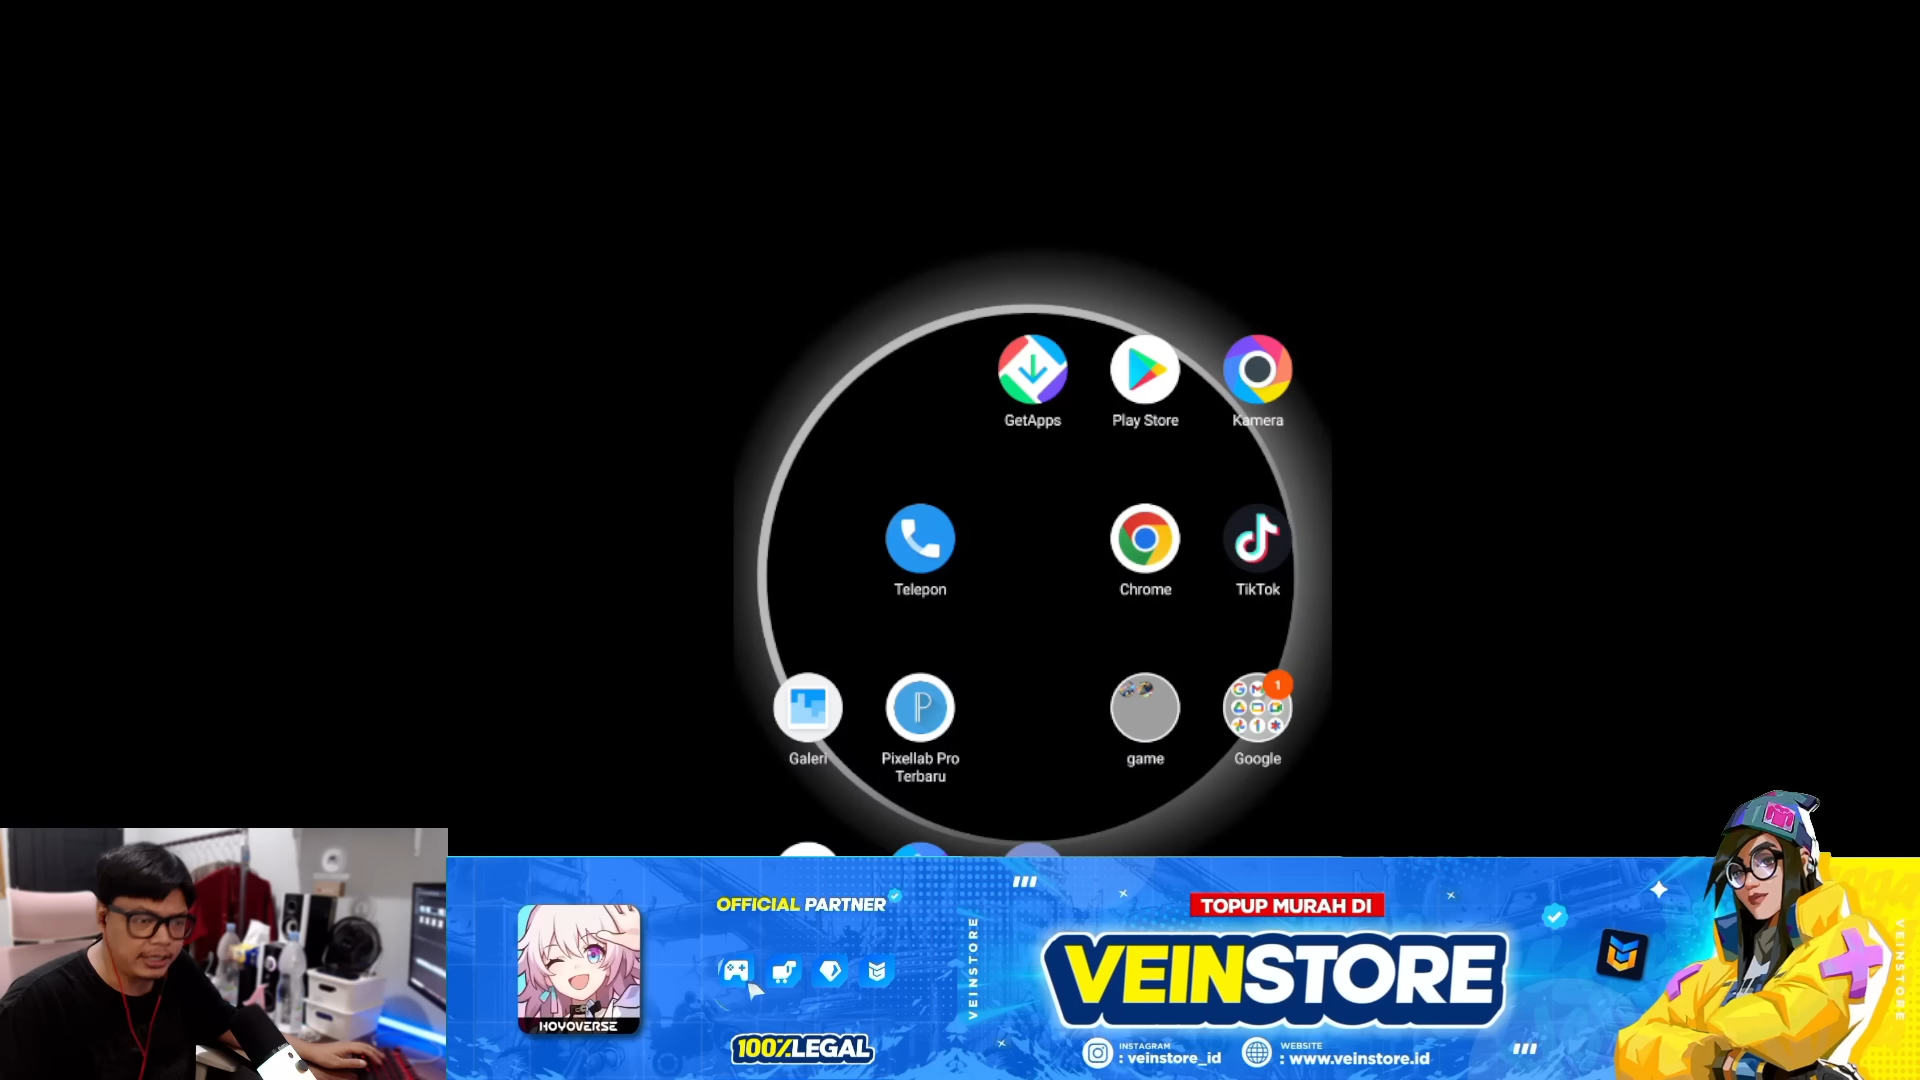 GetApps
Play Store
Kamera
Telepon
Chrome
TikTok
1
Galeri
Pixellab Pro
Terbaru
game
Google
OFFICIAL PARTNER
HOYOVERSE
100%LEGAL
VEINSTORE
TOPUP MURAH DI
VEINSTORE
INSTAGRAM
: veinstore_id
WEBSITE
: www.veinstore.id
VEINSTORE